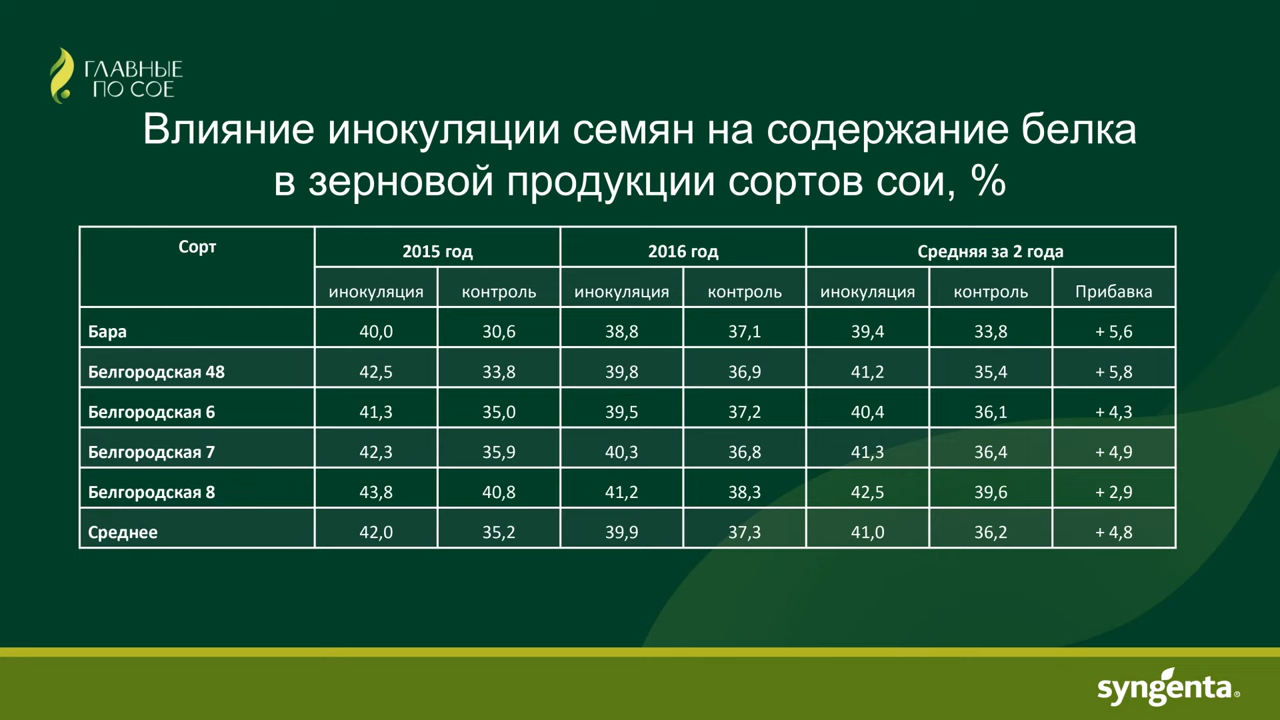 ГЛАВНЫЕ
ПО СОЕ
Влияние инокуляции семян на содержание белка
в зерновой продукции сортов сои, %
Сорт 2015 год 2016 год Средняя за 2 года
инокуляция контроль инокуляция контроль инокуляция контроль Прибавка
Бара 40,0 30,6 38,8 37,1 39,4 33,8 + 5,6
Белгородская 48 42,5 33,8 39,8 36,9 41,2 35,4 + 5,8
Белгородская 6 41,3 35,0 39,5 37,2 40,4 36,1 + 4,3
Белгородская 7 42,3 35,9 40,3 36,8 41,3 36,4 + 4,9
Белгородская 8 43,8 40,8 41,2 38,3 42,5 39,6 + 2,9
Среднее 42,0 35,2 39,9 37,3 41,0 36,2 + 4,8
syngenta®